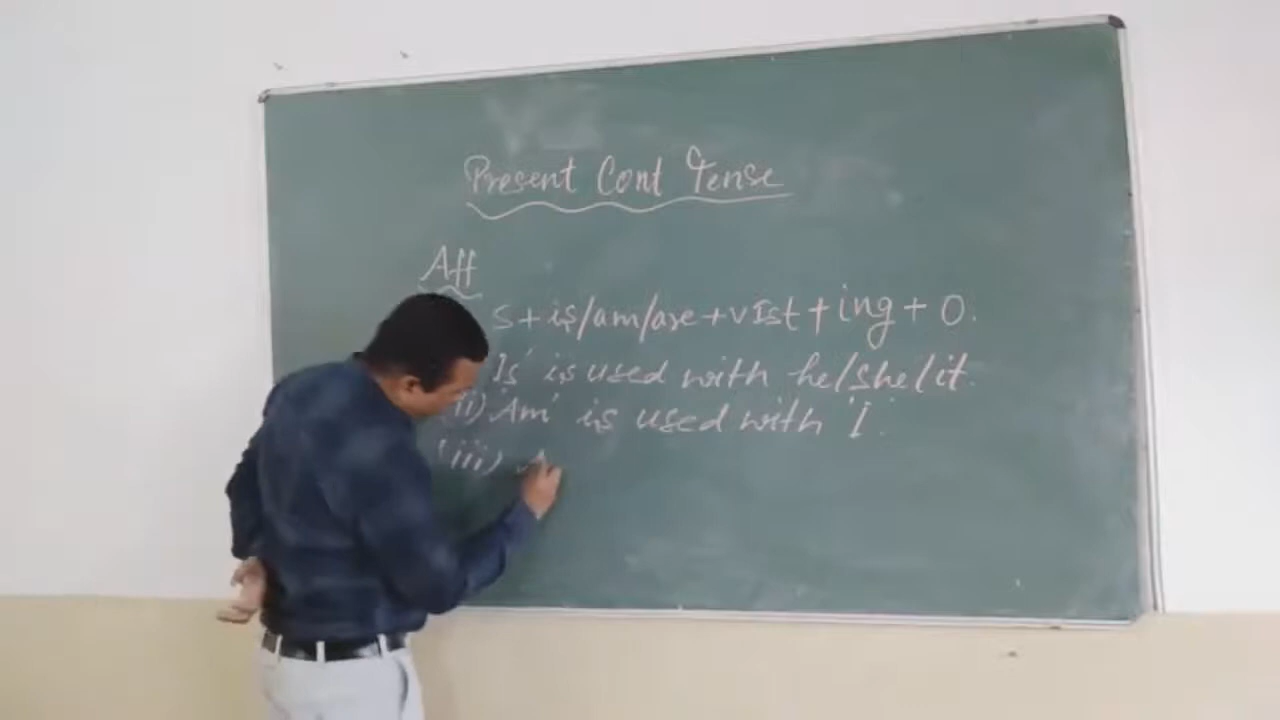 Present Cont Tense
Aff
S+is/am/are+vIst+ing+O.
Is' is used with he/she/it.
(ii) 'Am' is used with 'I'.
(iii) A